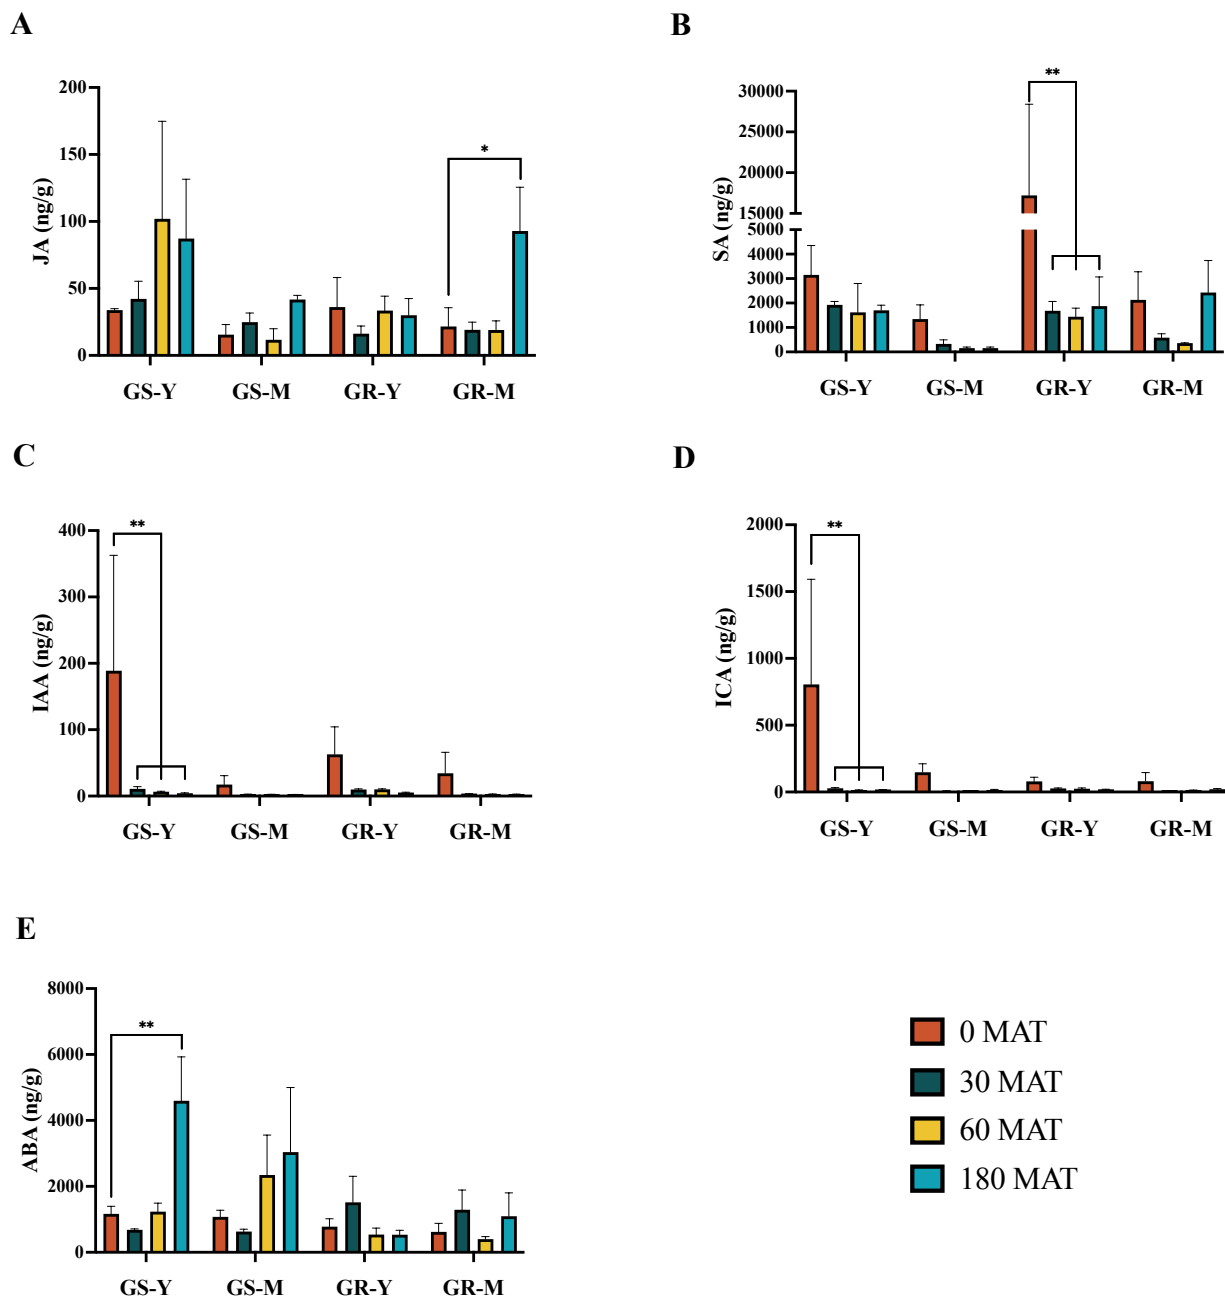 A
JA (ng/g)
200
150
100
50
0
*
GS-Y GS-M GR-Y GR-M
B
SA (ng/g)
30000
25000
20000
15000
5000
4000
3000
2000
1000
0
**
GS-Y GS-M GR-Y GR-M
C
IAA (ng/g)
400
300
200
100
0
**
GS-Y GS-M GR-Y GR-M
D
ICA (ng/g)
2000
1500
1000
500
0
**
GS-Y GS-M GR-Y GR-M
E
ABA (ng/g)
8000
6000
4000
2000
0
**
GS-Y GS-M GR-Y GR-M
0 MAT
30 MAT
60 MAT
180 MAT